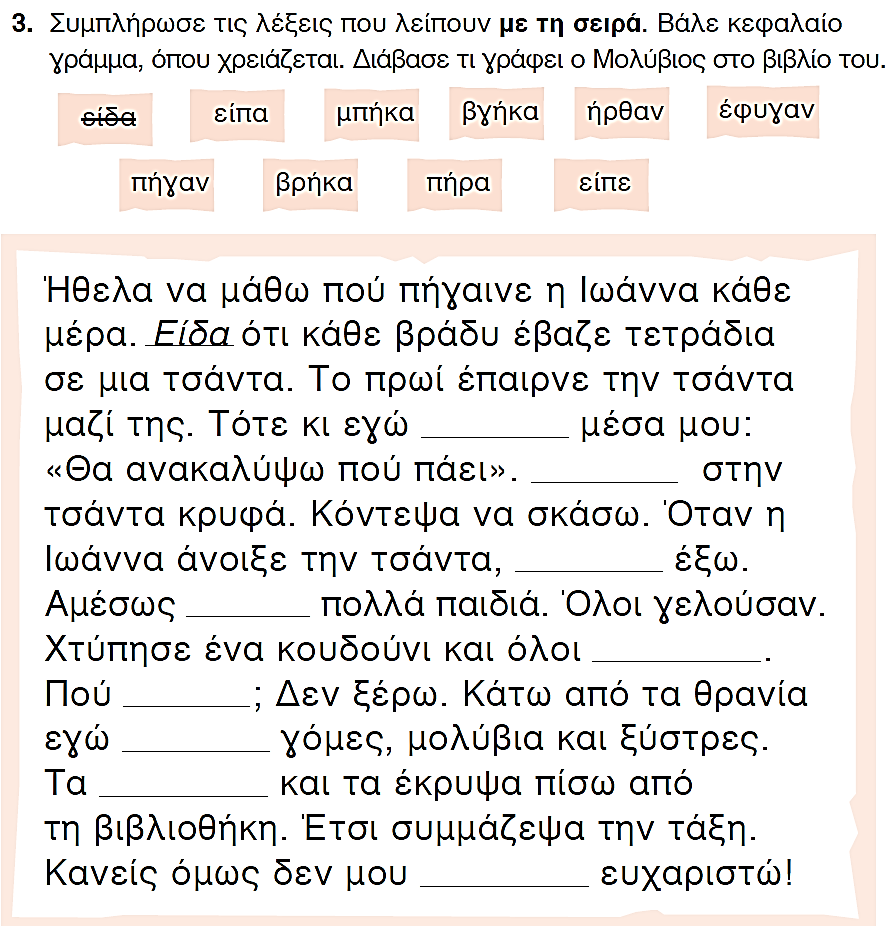 3. Συμπλήρωσε τις λέξεις που λείπουν με τη σειρά. Βάλε κεφαλαίο
γράμμα, όπου χρειάζεται. Διάβασε τι γράφει ο Μολύβιος στο βιβλίο του.
είδα είπα μπήκα βγήκα ήρθαν έφυγαν
πήγαν βρήκα πήρα είπε
Ήθελα να μάθω πού πήγαινε η Ιωάννα κάθε
μέρα. Είδα ότι κάθε βράδυ έβαζε τετράδια
σε μια τσάντα. Το πρωί έπαιρνε την τσάντα
μαζί της. Τότε κι εγώ ________ μέσα μου:
«Θα ανακαλύψω πού πάει». ________ στην
τσάντα κρυφά. Κόντεψα να σκάσω. Όταν η
Ιωάννα άνοιξε την τσάντα, ________ έξω.
Αμέσως _______ πολλά παιδιά. Όλοι γελούσαν.
Χτύπησε ένα κουδούνι και όλοι _________.
Πού _______; Δεν ξέρω. Κάτω από τα θρανία
εγώ ________ γόμες, μολύβια και ξύστρες.
Τα _________ και τα έκρυψα πίσω από
τη βιβλιοθήκη. Έτσι συμμάζεψα την τάξη.
Κανείς όμως δεν μου _________ ευχαριστώ!